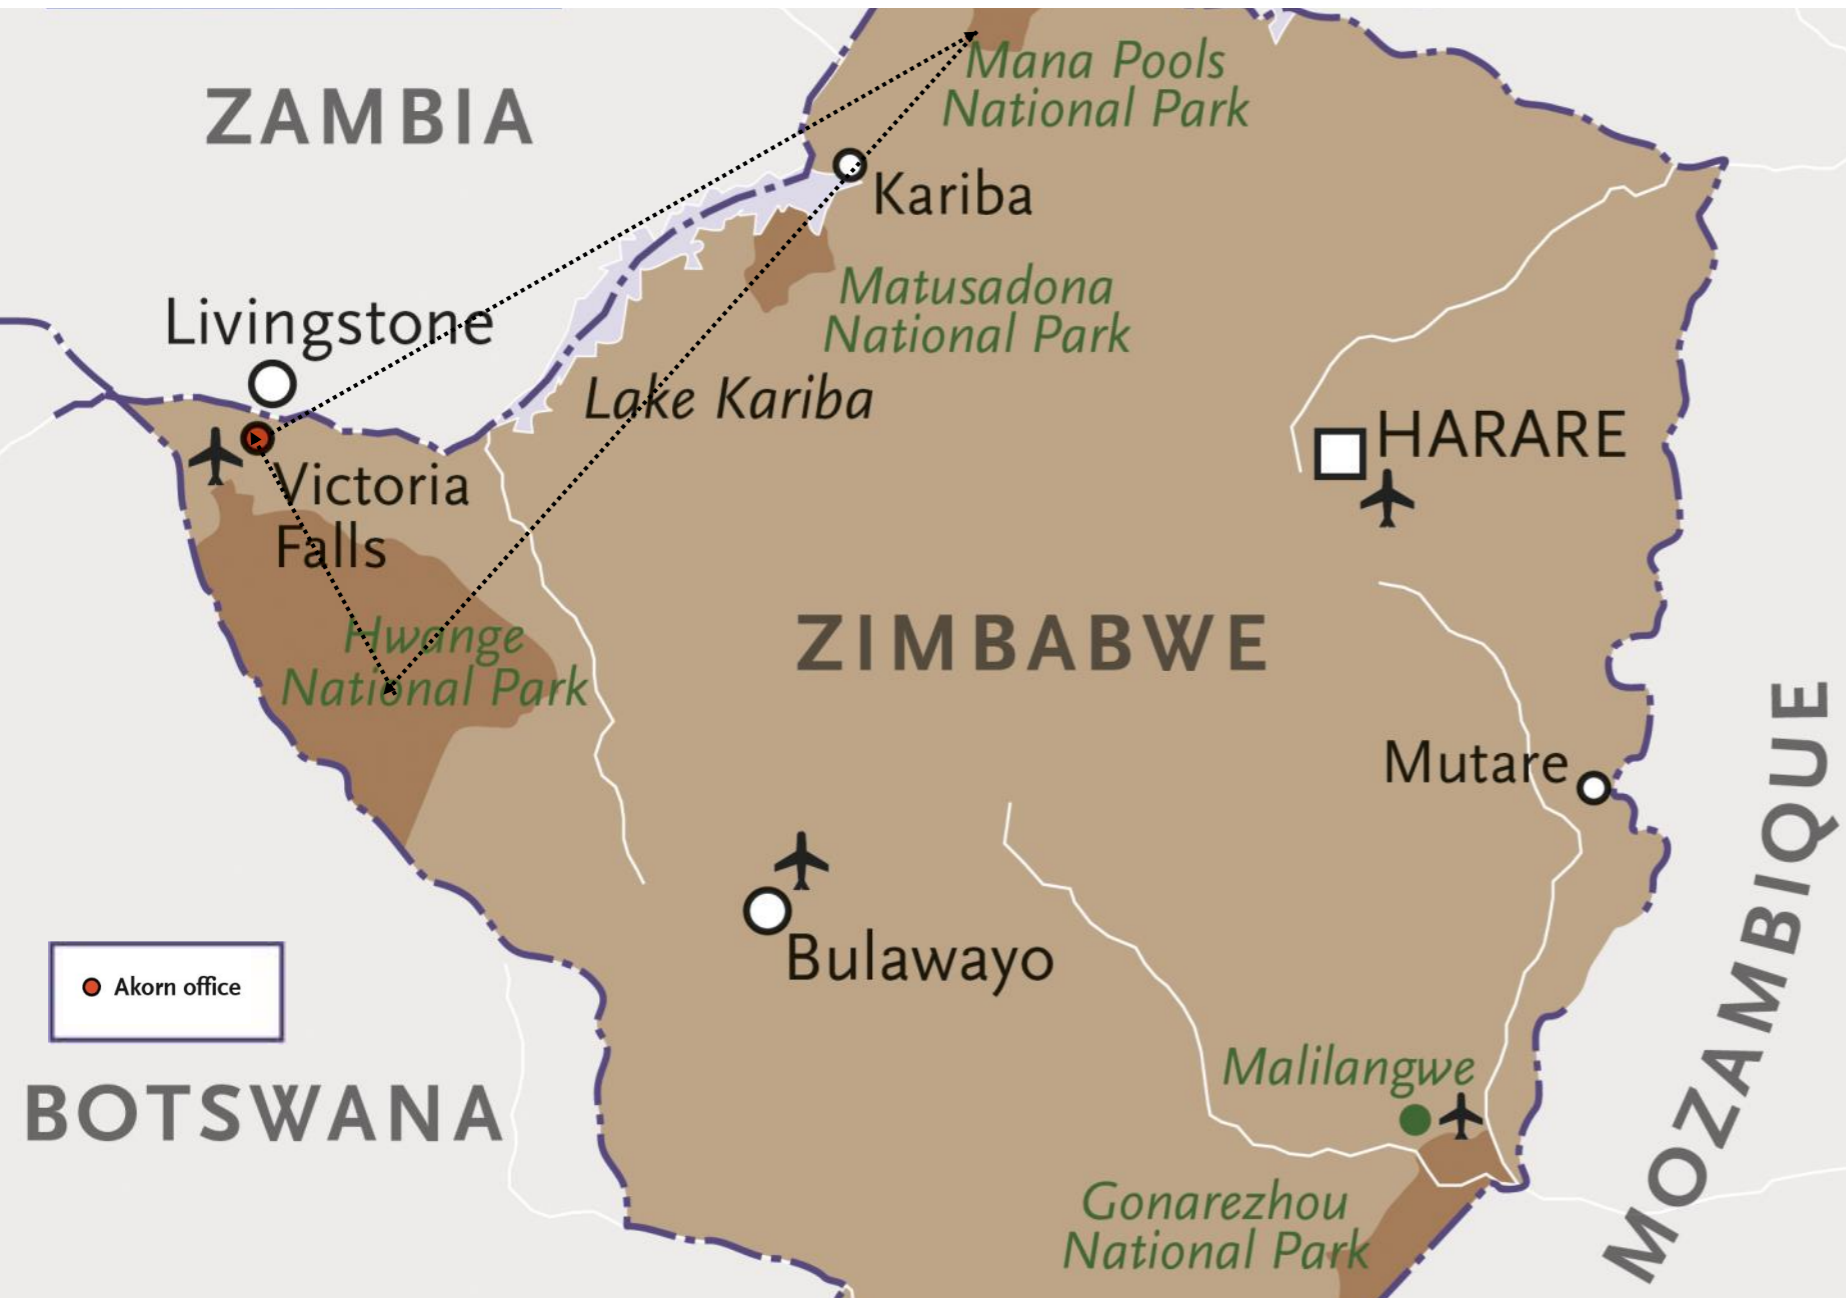 Mana Pools
National Park
ZAMBIA
Kariba
Matusadona
National Park
Livingstone
Lake Kariba
HARARE
Victoria
Falls
Hwange
National Park
ZIMBABWE
Mutare
MOZAMBIQUE
Bulawayo
Akorn office
BOTSWANA
Malilangwe
Gonarezhou
National Park